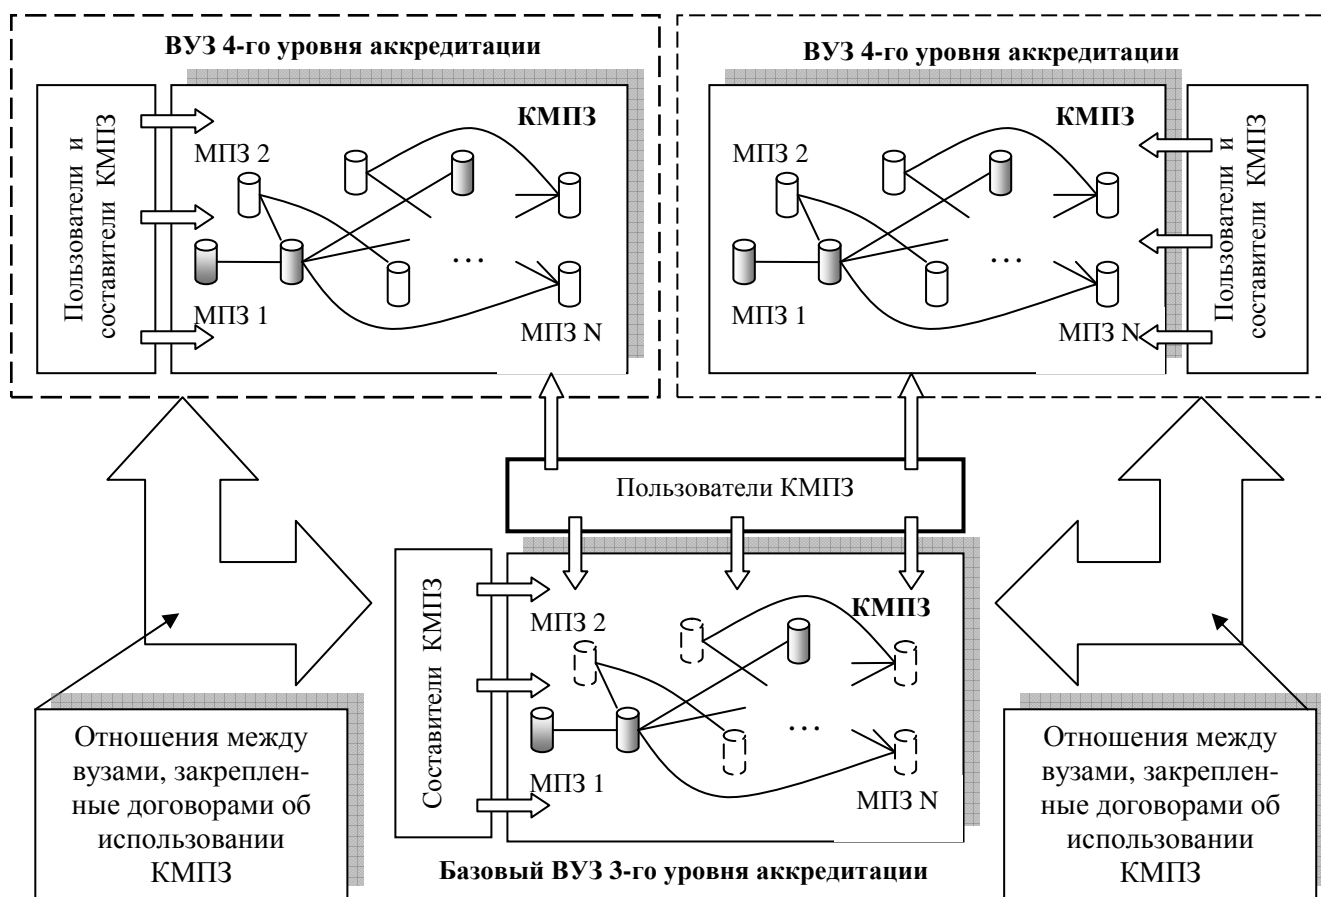 ВУЗ 4-го уровня аккредитации
Пользователи и
составители КМПЗ
КМПЗ
МПЗ 2
...
МПЗ 1
МПЗ N
ВУЗ 4-го уровня аккредитации
КМПЗ
МПЗ 2
...
МПЗ 1
МПЗ N
Пользователи и
составители КМПЗ
Пользователи КМПЗ
Составители КМПЗ
КМПЗ
МПЗ 2
...
МПЗ 1
МПЗ N
Базовый ВУЗ 3-го уровня аккредитации
Отношения между
вузами, закреплен-
ные договорами об
использовании
КМПЗ
Отношения между
вузами, закреплен-
ные договорами об
использовании
КМПЗ